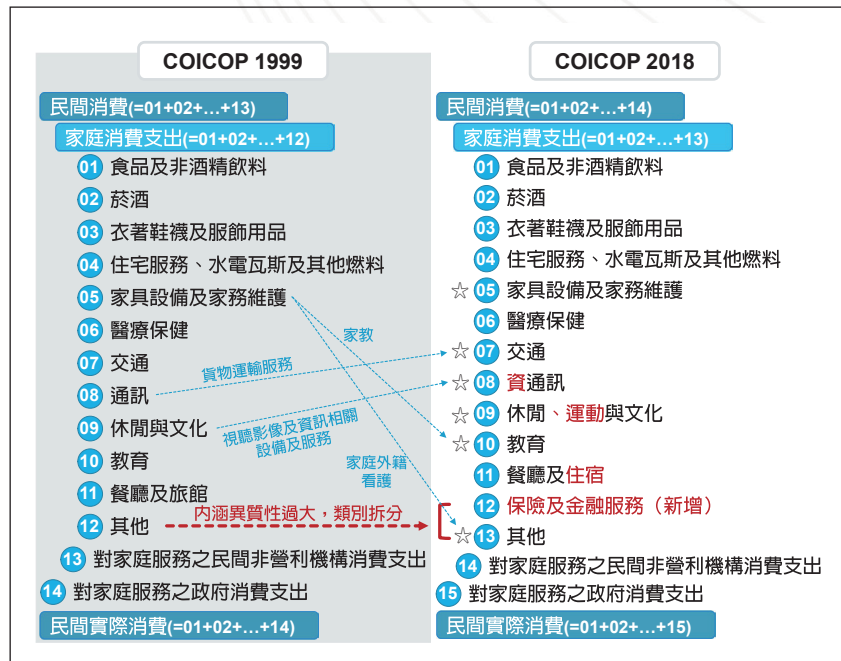 COICOP 1999
民間消費(=01+02+...+13)
家庭消費支出(=01+02+...+12)
01 食品及非酒精飲料
02 菸酒
03 衣著鞋襪及服飾用品
04 住宅服務、水電瓦斯及其他燃料
05 家具設備及家務維護
06 醫療保健
07 交通
08 通訊
09 休閒與文化
10 教育
11 餐廳及旅館
12 其他
13 對家庭服務之民間非營利機構消費支出
14 對家庭服務之政府消費支出
民間實際消費(=01+02+...+14)
家教
貨物運輸服務
視聽影像及資訊相關
設備及服務
家庭外籍
看護
內涵異質性過大，類別拆分
COICOP 2018
民間消費(=01+02+...+14)
家庭消費支出(=01+02+...+13)
01 食品及非酒精飲料
02 菸酒
03 衣著鞋襪及服飾用品
04 住宅服務、水電瓦斯及其他燃料
☆ 05 家具設備及家務維護
06 醫療保健
☆ 07 交通
☆ 08 資通訊
☆ 09 休閒、運動與文化
☆ 10 教育
11 餐廳及住宿
12 保險及金融服務（新增）
☆ 13 其他
14 對家庭服務之民間非營利機構消費支出
15 對家庭服務之政府消費支出
民間實際消費(=01+02+...+15)